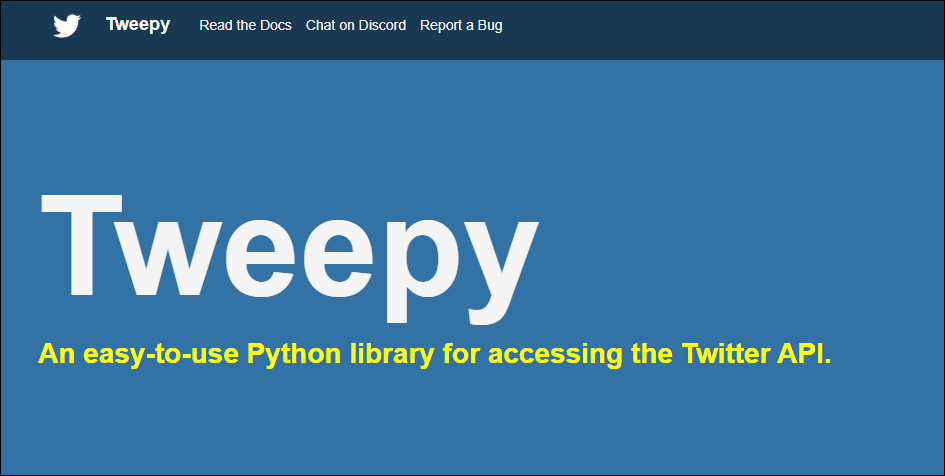 Tweepy Read the Docs Chat on Discord Report a Bug
Tweepy
An easy-to-use Python library for accessing the Twitter API.